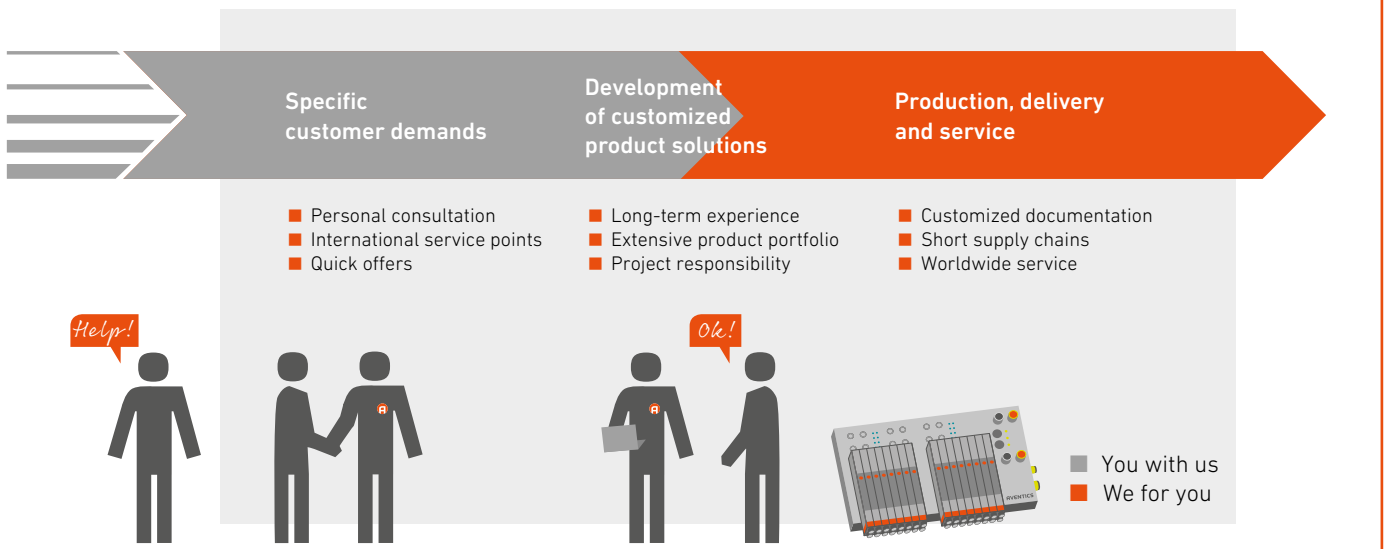 Specific
customer demands
Development
of customized
product solutions
Production, delivery
and service
Personal consultation
International service points
Quick offers
Long-term experience
Extensive product portfolio
Project responsibility
Customized documentation
Short supply chains
Worldwide service
Help!
Ok!
AVENTICS
You with us
We for you